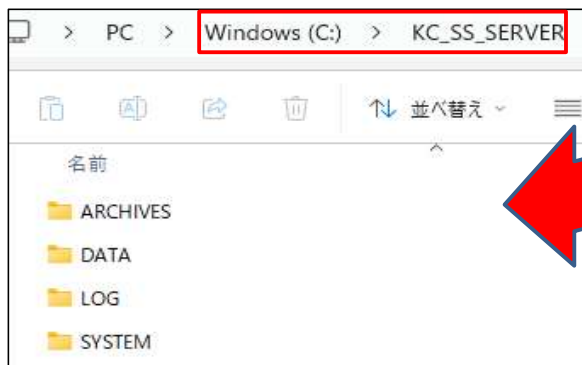 PC > Windows (C:) > KC_SS_SERVER
並べ替え
名前
ARCHIVES
DATA
LOG
SYSTEM